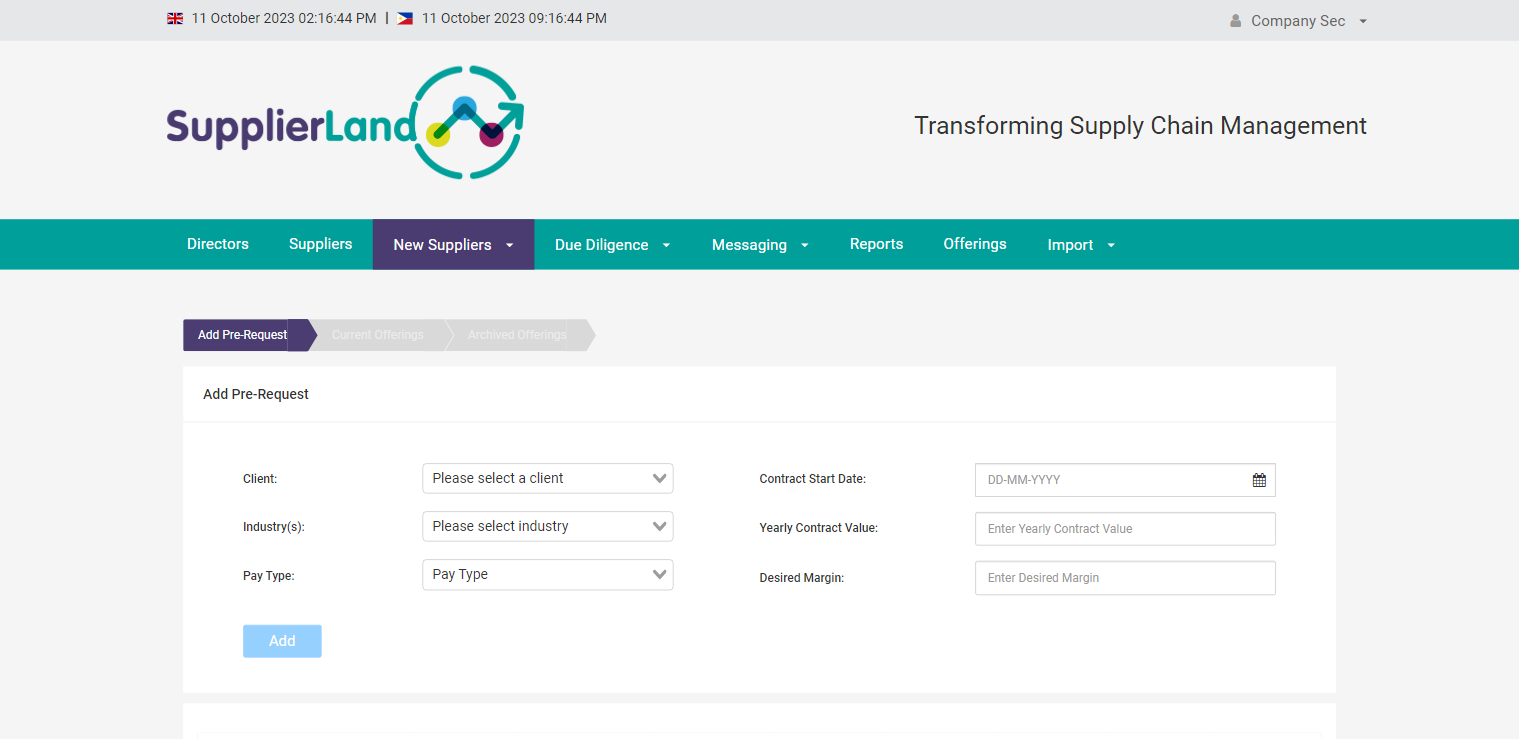 11 October 2023 02:16:44 PM | 11 October 2023 09:16:44 PM
Company Sec
SupplierLand
Transforming Supply Chain Management
Directors Suppliers New Suppliers Due Diligence Messaging Reports Offerings Import
Add Pre-Request Current Offerings Archived Offerings
Add Pre-Request
Client: Please select a client Contract Start Date: DD-MM-YYYY
Industry(s): Please select industry Yearly Contract Value: Enter Yearly Contract Value
Pay Type: Pay Type Desired Margin: Enter Desired Margin
Add